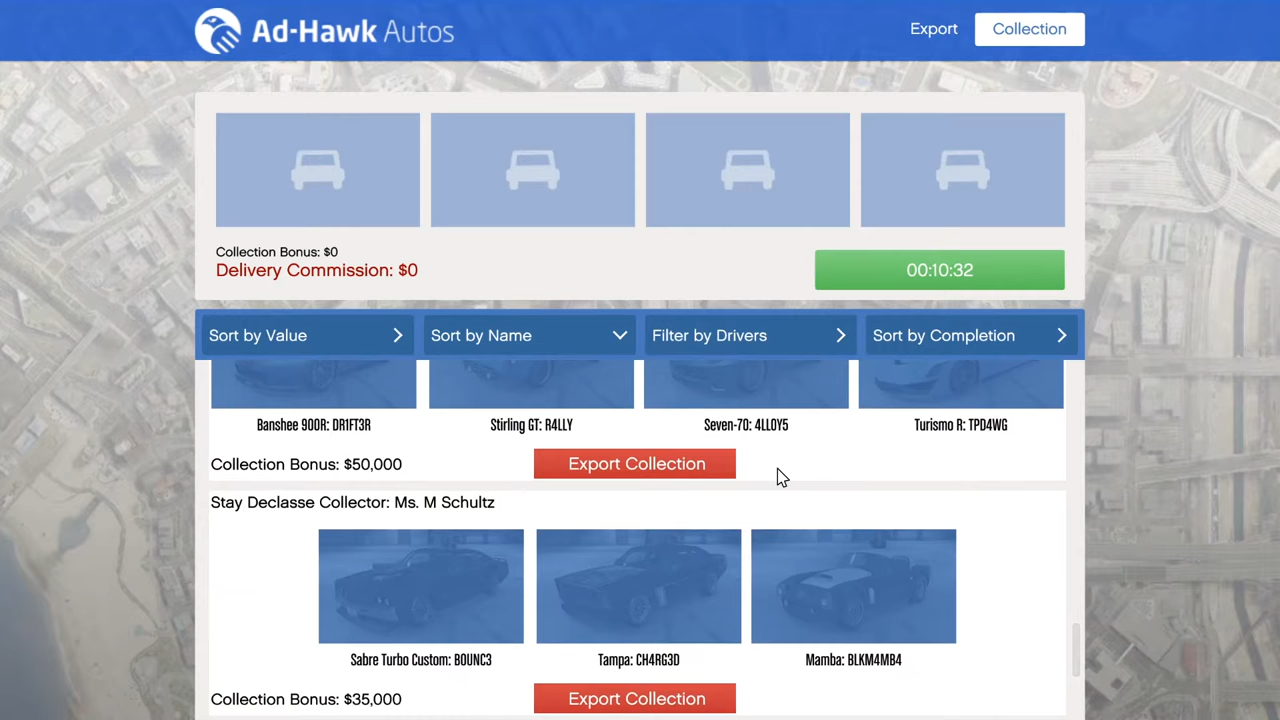 Ad-Hawk Autos
Export
Collection
Collection Bonus: $0
Delivery Commission: $0
00:10:32
Sort by Value
Sort by Name
Filter by Drivers
Sort by Completion
Banshee 900R: DR1FT3R
Stirling GT: R4LLY
Seven-70: 4LL0Y5
Turismo R: TPD4WG
Collection Bonus: $50,000
Export Collection
Stay Declasse Collector: Ms. M Schultz
Sabre Turbo Custom: B0UNC3
Tampa: CH4RG3D
Mamba: BLKM4MB4
Collection Bonus: $35,000
Export Collection